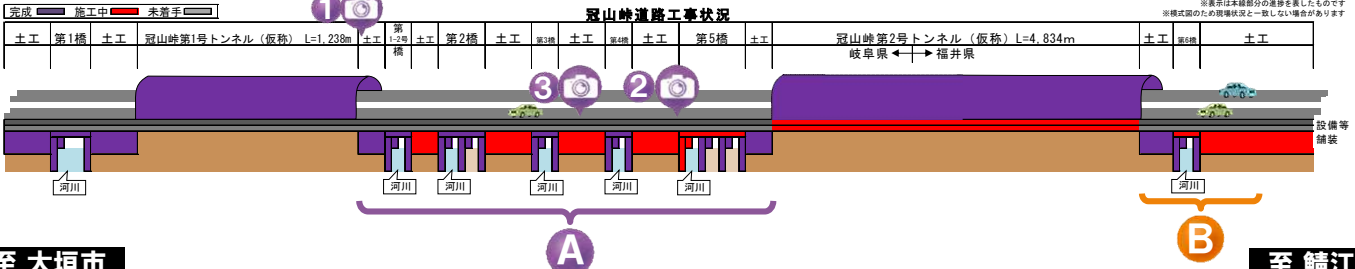 完成 施工中 未着手
冠山峠道路工事状況
※表示は本線部分の進捗を表したものです
※模式図のため現場状況と一致しない場合があります
土工 第1橋 土工 冠山峠第1号トンネル（仮称） L=1,238m 土工 第1-2号橋 土工 第2橋 土工 第3橋 土工 第4橋 土工 第5橋 土工 冠山峠第2号トンネル（仮称）L=4,834m 土工 第6橋 土工
岐阜県 福井県
1
3 2
設備等
舗装
河川 河川 河川 河川 河川 河川 河川
A B
至 大垣市 至 鯖江